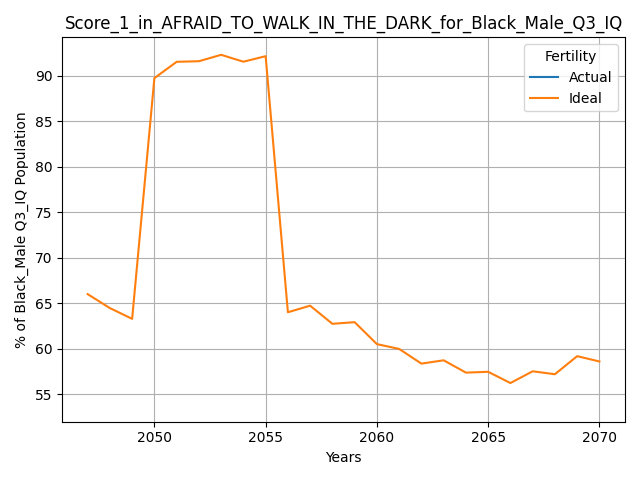 Score_1_in_AFRAID_TO_WALK_IN_THE_DARK_for_Black_Male_Q3_IQ
Fertility
Actual
Ideal
% of Black_Male Q3_IQ Population
90
85
80
75
70
65
60
55
2050
2055
2060
2065
2070
Years